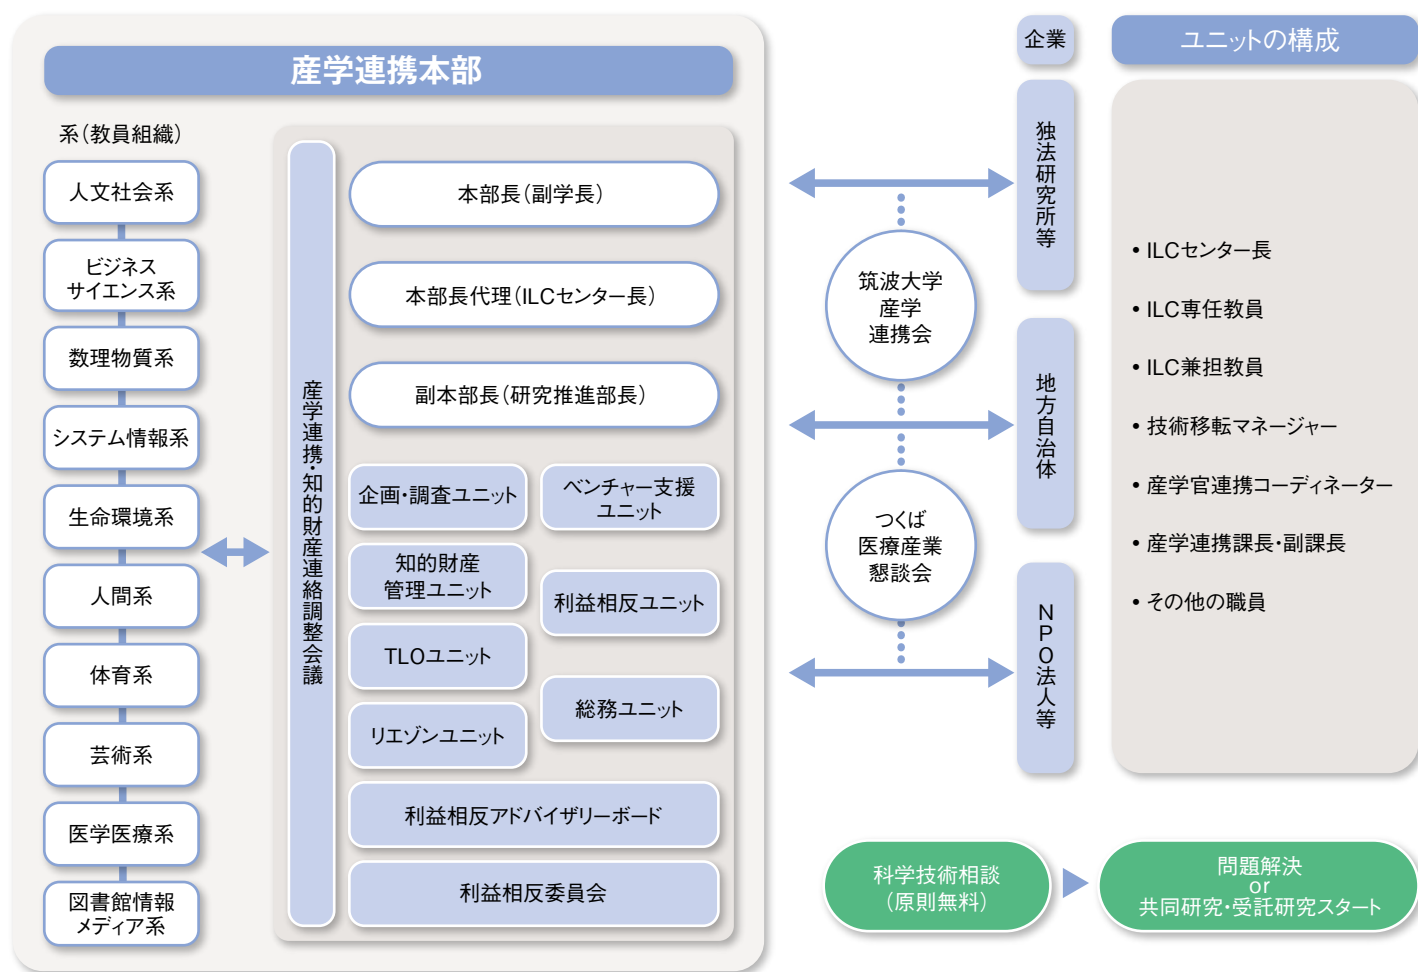 産学連携本部
系（教員組織）
人文社会系
ビジネス
サイエンス系
数理物質系
システム情報系
生命環境系
人間系
体育系
芸術系
医学医療系
図書館情報
メディア系
産学連携・知的財産連絡調整会議
本部長（副学長）
本部長代理（ILCセンター長）
副本部長（研究推進部長）
企画・調査ユニット
ベンチャー支援
ユニット
知的財産
管理ユニット
利益相反ユニット
TLOユニット
総務ユニット
リエゾンユニット
利益相反アドバイザリーボード
利益相反委員会
筑波大学
産学
連携会
つくば
医療産業
懇談会
企業
独法研究所等
地方自治体
NPO法人等
ユニットの構成
• ILCセンター長
• ILC専任教員
• ILC兼担教員
• 技術移転マネージャー
• 産学官連携コーディネーター
• 産学連携課長・副課長
• その他の職員
科学技術相談
（原則無料）
問題解決
or
共同研究・受託研究スタート